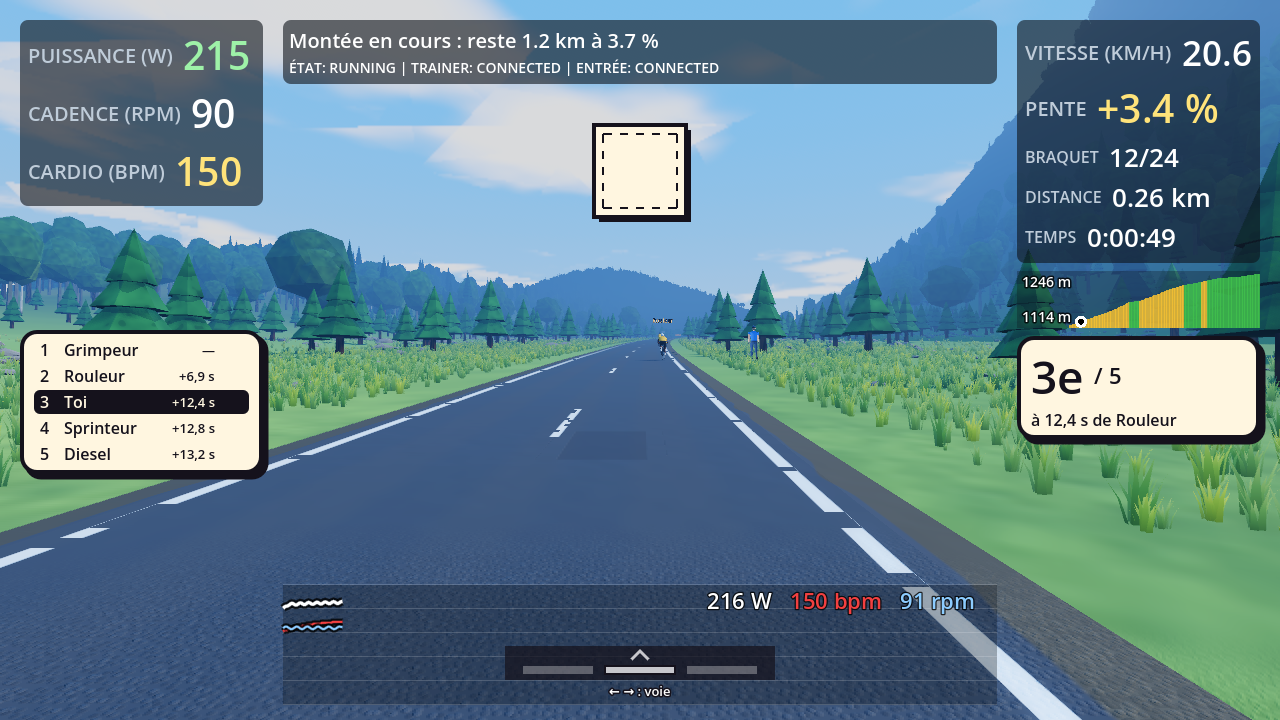 PUISSANCE (W) 215
CADENCE (RPM) 90
CARDIO (BPM) 150
Montée en cours : reste 1.2 km à 3.7 %
ÉTAT: RUNNING | TRAINER: CONNECTED | ENTRÉE: CONNECTED
VITESSE (KM/H) 20.6
PENTE +3.4 %
BRAQUET 12/24
DISTANCE 0.26 km
TEMPS 0:00:49
1246 m
1114 m
1 Grimpeur —
2 Rouleur +6,9 s
3 Toi +12,4 s
4 Sprinteur +12,8 s
5 Diesel +13,2 s
3e / 5
à 12,4 s de Rouleur
216 W 150 bpm 91 rpm
← → : voie